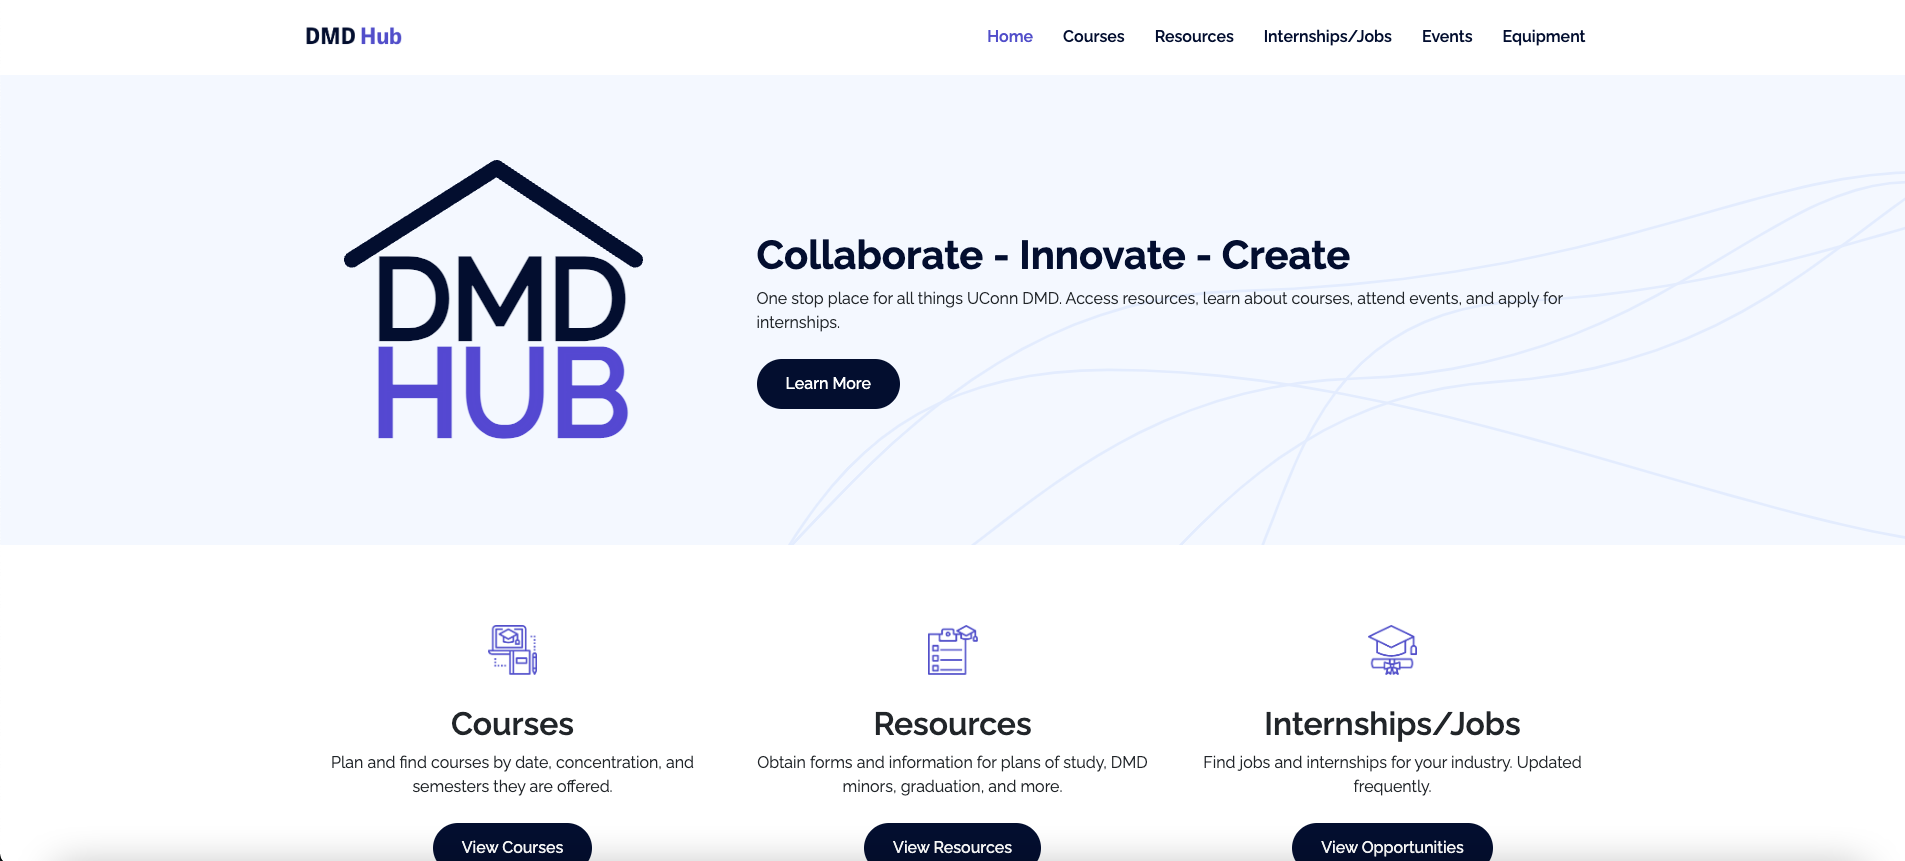 DMD Hub
Home Courses Resources Internships/Jobs Events Equipment
DMD
HUB
Collaborate - Innovate - Create
One stop place for all things UConn DMD. Access resources, learn about courses, attend events, and apply for
internships.
Learn More
Courses
Plan and find courses by date, concentration, and
semesters they are offered.
View Courses
Resources
Obtain forms and information for plans of study, DMD
minors, graduation, and more.
View Resources
Internships/Jobs
Find jobs and internships for your industry. Updated
frequently.
View Opportunities